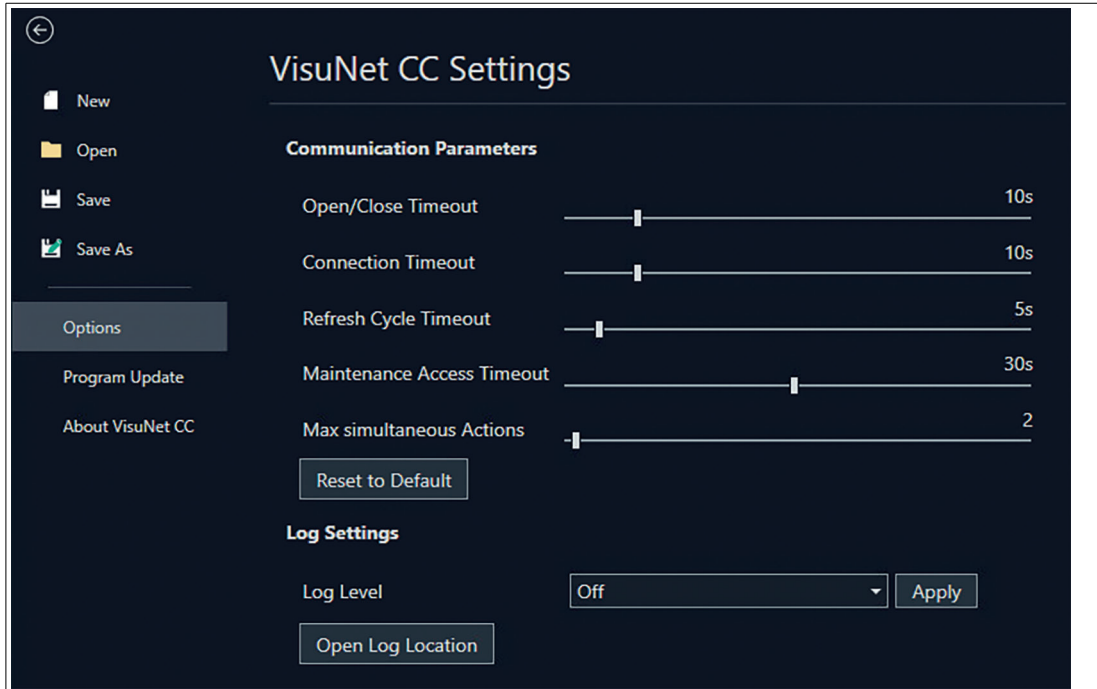 New
Open
Save
Save As
Options
Program Update
About VisuNet CC
VisuNet CC Settings
Communication Parameters
Open/Close Timeout 10s
Connection Timeout 10s
Refresh Cycle Timeout 5s
Maintenance Access Timeout 30s
Max simultaneous Actions 2
Reset to Default
Log Settings
Log Level Off Apply
Open Log Location